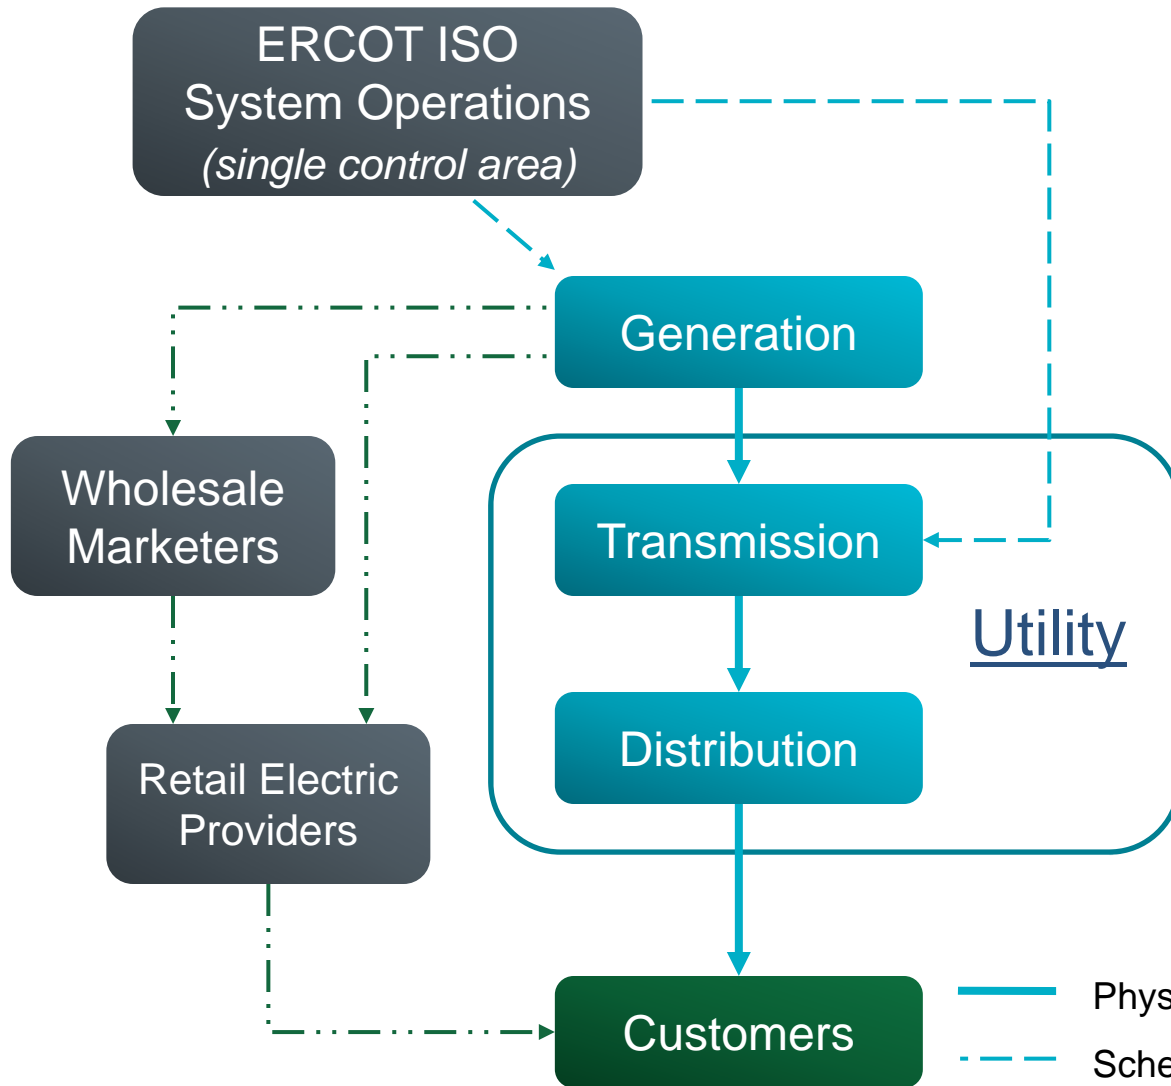 ERCOT ISO
System Operations
(single control area)
Generation
Wholesale
Marketers
Transmission
Utility
Distribution
Retail Electric
Providers
Customers
Phys
Sche